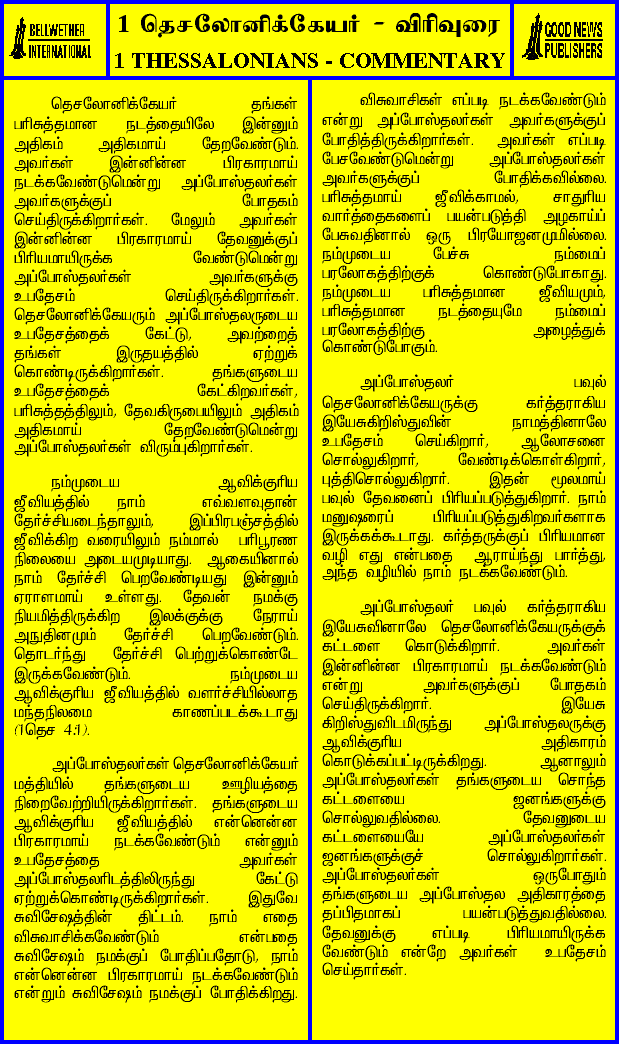 BELLWETHER
INTERNATIONAL
1 தெசலோனிக்கேயர் - விரிவுரை
1 THESSALONIANS - COMMENTARY
GOOD NEWS
PUBLISHERS
தெசலோனிக்கேயர் தங்கள்
பரிசுத்தமான நடத்தையிலே இன்னும்
அதிகம் அதிகமாய் தேறவேண்டும்.
அவர்கள் இன்னின்ன பிரகாரமாய்
நடக்கவேண்டுமென்று அப்போஸ்தலர்கள்
அவர்களுக்குப் போதகம்
செய்திருக்கிறார்கள். மேலும் அவர்கள்
இன்னின்ன பிரகாரமாய் தேவனுக்குப்
பிரியமாயிருக்க வேண்டுமென்று
அப்போஸ்தலர்கள் அவர்களுக்கு
உபதேசம் செய்திருக்கிறார்கள்.
தெசலோனிக்கேயரும் அப்போஸ்தலருடைய
உபதேசத்தைக் கேட்டு, அவற்றைத்
தங்கள் இருதயத்தில் ஏற்றுக்
கொண்டிருக்கிறார்கள். தங்களுடைய
உபதேசத்தைக் கேட்கிறவர்கள்,
பரிசுத்தத்திலும், தேவகிருபையிலும் அதிகம்
அதிகமாய் தேறவேண்டுமென்று
அப்போஸ்தலர்கள் விரும்புகிறார்கள்.
நம்முடைய ஆவிக்குரிய
ஜீவியத்தில் நாம் எவ்வளவுதான்
தேர்ச்சியடைந்தாலும், இப்பிரபஞ்சத்தில்
ஜீவிக்கிற வரையிலும் நம்மால் பரிபூரண
நிலையை அடையமுடியாது. ஆகையினால்
நாம் தேர்ச்சி பெறவேண்டியது இன்னும்
ஏராளமாய் உள்ளது. தேவன் நமக்கு
நியமித்திருக்கிற இலக்குக்கு நேராய்
அநுதினமும் தேர்ச்சி பெறவேண்டும்.
தொடர்ந்து தேர்ச்சி பெற்றுக்கொண்டே
இருக்கவேண்டும். நம்முடைய
ஆவிக்குரிய ஜீவியத்தில் வளர்ச்சியில்லாத
மந்தநிலமை காணப்படக்கூடாது
(1தெச 4:1).
அப்போஸ்தலர்கள் தெசலோனிக்கேயர்
மத்தியில் தங்களுடைய ஊழியத்தை
நிறைவேற்றியிருக்கிறார்கள். தங்களுடைய
ஆவிக்குரிய ஜீவியத்தில் என்னென்ன
பிரகாரமாய் நடக்கவேண்டும் என்னும்
உபதேசத்தை அவர்கள்
அப்போஸ்தலரிடத்திலிருந்து கேட்டு
ஏற்றுக்கொண்டிருக்கிறார்கள். இதுவே
சுவிசேஷத்தின் திட்டம். நாம் எதை
விசுவாசிக்கவேண்டும் என்பதை
சுவிசேஷம் நமக்குப் போதிப்பதோடு, நாம்
என்னென்ன பிரகாரமாய் நடக்கவேண்டும்
என்றும் சுவிசேஷம் நமக்குப் போதிக்கிறது.
விசுவாசிகள் எப்படி நடக்கவேண்டும்
என்று அப்போஸ்தலர்கள் அவர்களுக்குப்
போதித்திருக்கிறார்கள். அவர்கள் எப்படி
பேசவேண்டுமென்று அப்போஸ்தலர்கள்
அவர்களுக்குப் போதிக்கவில்லை.
பரிசுத்தமாய் ஜீவிக்காமல், சாதுரிய
வார்த்தைகளைப் பயன்படுத்தி அழகாய்ப்
பேசுவதினால் ஒரு பிரயோஜனமுமில்லை.
நம்முடைய பேச்சு நம்மைப்
பரலோகத்திற்குக் கொண்டுபோகாது.
நம்முடைய பரிசுத்தமான ஜீவியமும்,
பரிசுத்தமான நடத்தையுமே நம்மைப்
பரலோகத்திற்கு அழைத்துக்
கொண்டுபோகும்.
அப்போஸ்தலர் பவுல்
தெசலோனிக்கேயருக்கு கர்த்தராகிய
இயேசுகிறிஸ்துவின் நாமத்தினாலே
உபதேசம் செய்கிறார், ஆலோசனை
சொல்லுகிறார், வேண்டிக்கொள்கிறார்,
புத்திசொல்லுகிறார். இதன் மூலமாய்
பவுல் தேவனைப் பிரியப்படுத்துகிறார். நாம்
மனுஷரைப் பிரியப்படுத்துகிறவர்களாக
இருக்கக்கூடாது. கர்த்தருக்குப் பிரியமான
வழி எது என்பதை ஆராய்ந்து பார்த்து,
அந்த வழியில் நாம் நடக்கவேண்டும்.
அப்போஸ்தலர் பவுல் கர்த்தராகிய
இயேசுவினாலே தெசலோனிக்கேயருக்குக்
கட்டளை கொடுக்கிறார். அவர்கள்
இன்னின்ன பிரகாரமாய் நடக்கவேண்டும்
என்று அவர்களுக்குப் போதகம்
செய்திருக்கிறார். இயேசு
கிறிஸ்துவிடமிருந்து அப்போஸ்தலருக்கு
ஆவிக்குரிய அதிகாரம்
கொடுக்கப்பட்டிருக்கிறது. ஆனாலும்
அப்போஸ்தலர்கள் தங்களுடைய சொந்த
கட்டளையை ஜனங்களுக்கு
சொல்லுவதில்லை. தேவனுடைய
கட்டளையையே அப்போஸ்தலர்கள்
ஜனங்களுக்குச் சொல்லுகிறார்கள்.
அப்போஸ்தலர்கள் ஒருபோதும்
தங்களுடைய அப்போஸ்தல அதிகாரத்தை
தப்பிதமாகப் பயன்படுத்துவதில்லை.
தேவனுக்கு எப்படி பிரியமாயிருக்க
வேண்டும் என்றே அவர்கள் உபதேசம்
செய்தார்கள்.